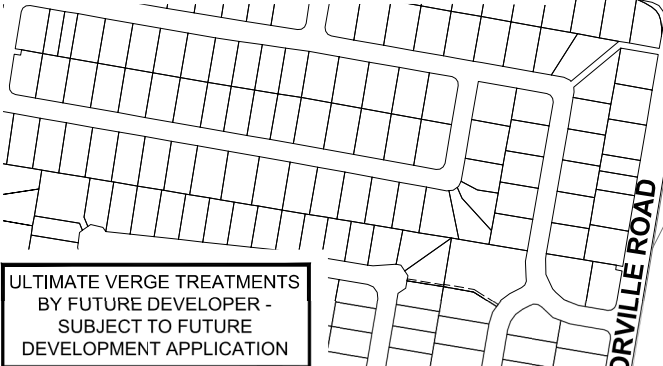 ULTIMATE VERGE TREATMENTS
BY FUTURE DEVELOPER -
SUBJECT TO FUTURE
DEVELOPMENT APPLICATION
ORVILLE ROAD